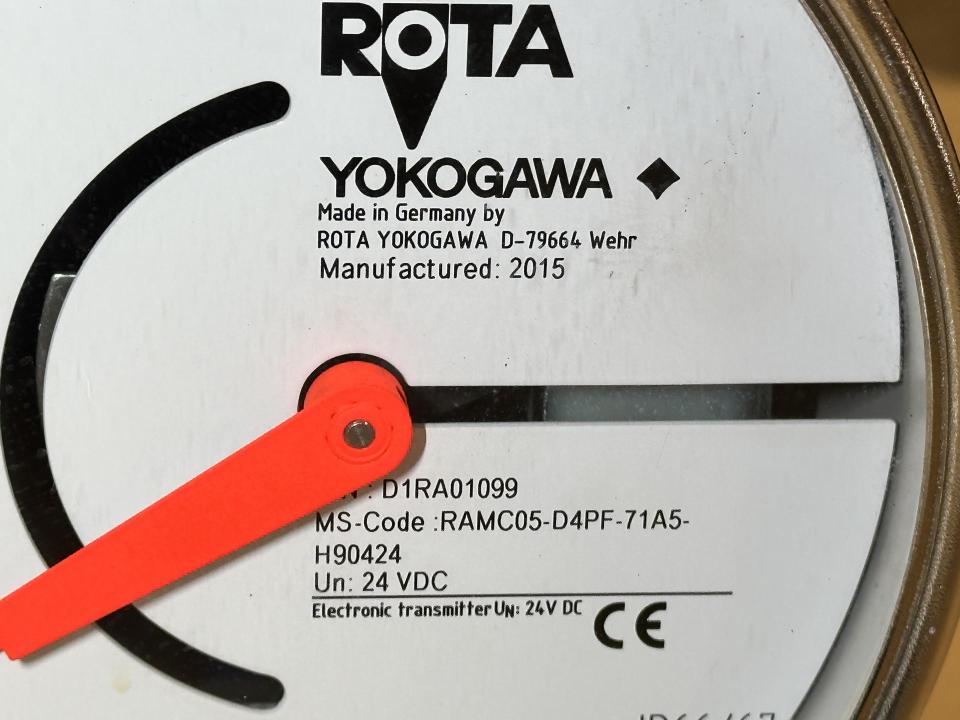 ROTA
YOKOGAWA
Made in Germany by
ROTA YOKOGAWA D-79664 Wehr
Manufactured: 2015
: D1RA01099
MS-Code :RAMC05-D4PF-71A5-
H90424
Un: 24 VDC
Electronic transmitter UN: 24V DC
CE